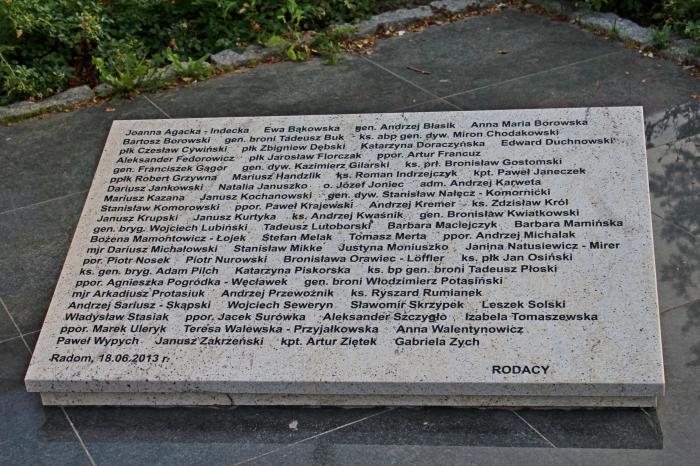 Joanna Agacka - Indecka Ewa Bąkowska gen. Andrzej Błasik Anna Maria Borowska
Bartosz Borowski gen. broni Tadeusz Buk ks. abp gen. dyw. Miron Chodakowski
płk Czesław Cywiński płk Zbigniew Dębski Katarzyna Doraczyńska Edward Duchnowski
Aleksander Fedorowicz płk Jarosław Florczak ppor. Artur Francuz
gen. Franciszek Gągor gen. dyw. Kazimierz Gilarski ks. prł. Bronisław Gostomski
ppłk Robert Grzywna Mariusz Handzlik ks. Roman Indrzejczyk kpt. Paweł Janeczek
Dariusz Jankowski Natalia Januszko o. Józef Joniec adm. Andrzej Karweta
Mariusz Kazana Janusz Kochanowski gen. dyw. Stanisław Nałęcz - Komornicki
Stanisław Komorowski ppor. Paweł Krajewski Andrzej Kremer ks. Zdzisław Król
Janusz Krupski Janusz Kurtyka ks. Andrzej Kwaśnik gen. Bronisław Kwiatkowski
gen. bryg. Wojciech Lubiński Tadeusz Lutoborski Barbara Maciejczyk Barbara Mamińska
Bożena Mamontowicz - Łojek Stefan Melak Tomasz Merta ppor. Andrzej Michalak
mjr Dariusz Michałowski Stanisław Mikke Justyna Moniuszko Janina Natusiewicz - Mirer
por. Piotr Nosek Piotr Nurowski Bronisława Orawiec - Löffler ks. płk Jan Osiński
ks. gen. bryg. Adam Pilch Katarzyna Piskorska ks. bp gen. broni Tadeusz Płoski
ppor. Agnieszka Pogródka - Węcławek gen. broni Włodzimierz Potasiński
mjr Arkadiusz Protasiuk Andrzej Przewoźnik ks. Ryszard Rumianek
Andrzej Sariusz - Skąpski Wojciech Seweryn Sławomir Skrzypek Leszek Solski
Władysław Stasiak ppor. Jacek Surówka Aleksander Szczygło Izabela Tomaszewska
ppor. Marek Uleryk Teresa Walewska - Przyjałkowska Anna Walentynowicz
Paweł Wypych Janusz Zakrzeński kpt. Artur Ziętek Gabriela Zych
Radom, 18.06.2013 r.
RODACY